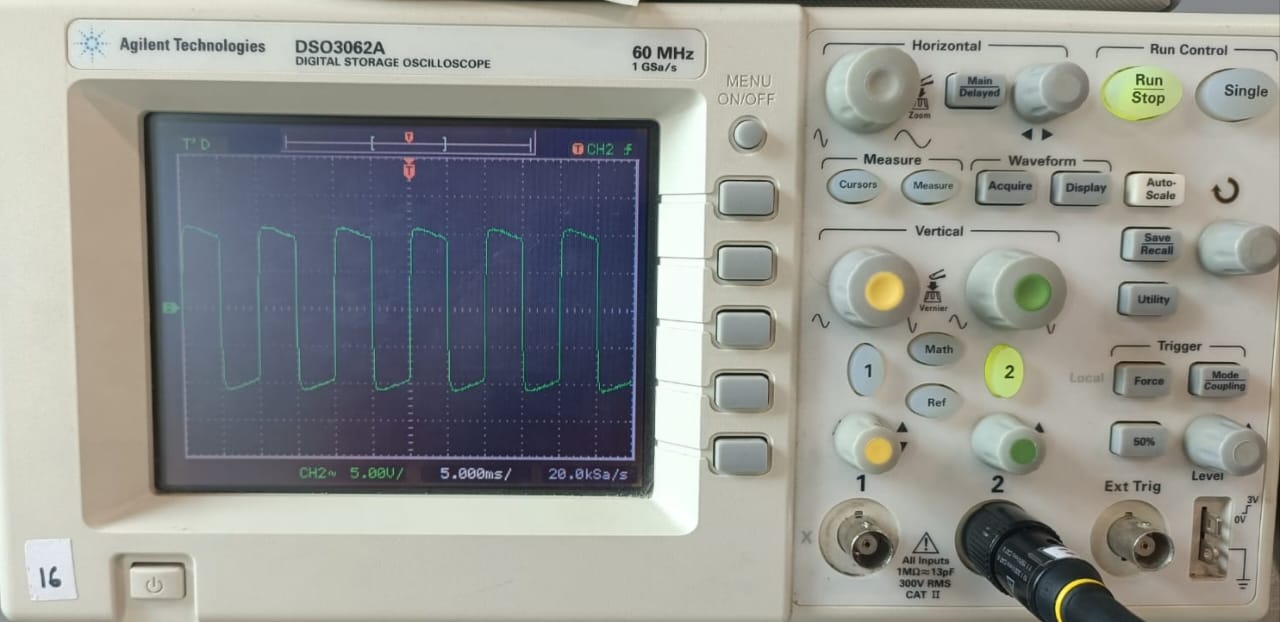 Agilent Technologies
DSO3062A
DIGITAL STORAGE OSCILLOSCOPE
60 MHz
1 GSa/s
MENU
ON/OFF
T'D
T
T
T CH2
CH2~ 5.00V/ 5.000ms/ 20.0kSa/s
16
Horizontal
Zoom
Main
Delayed
Run Control
Run
Stop
Single
Measure
Cursors
Measure
Waveform
Acquire
Display
Auto-
Scale
Vertical
Vernier
Save
Recall
Utility
Math
1
2
Ref
Trigger
Local
Force
Mode
Coupling
50%
Level
1
2
Ext Trig
X
All Inputs
1MΩ≈13pF
300V RMS
CAT II
3V
0V